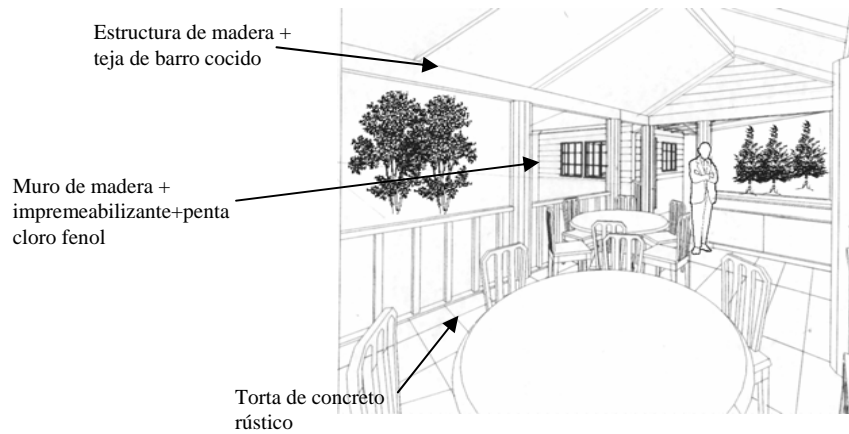 Estructura de madera +
teja de barro cocido
Muro de madera +
impremeabilizante+penta
cloro fenol
Torta de concreto
rústico